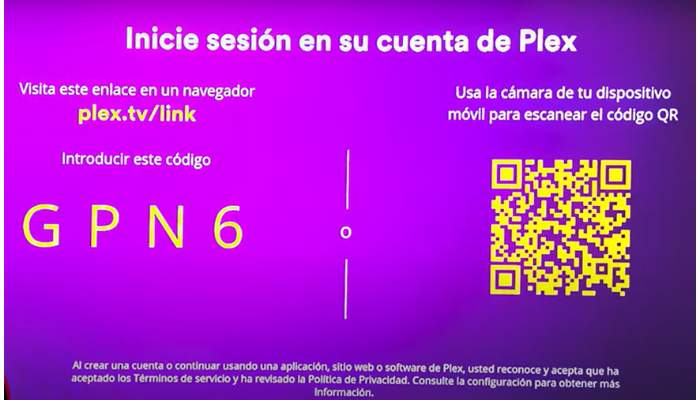 Inicie sesión en su cuenta de Plex
Visita este enlace en un navegador
plex.tv/link
Introducir este código
GPN6
o
Usa la cámara de tu dispositivo
móvil para escanear el código QR
Al crear una cuenta o continuar usando una aplicación, sitio web o software de Plex, usted reconoce y acepta que ha
aceptado los Términos de servicio y ha revisado la Política de Privacidad. Consulte la configuración para obtener más
Información.